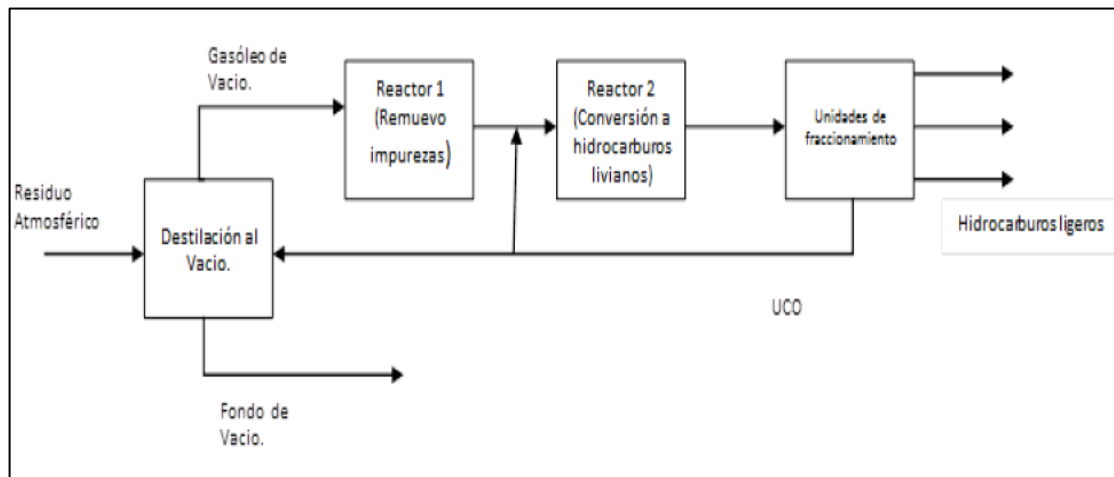 Gasóleo de
Vacio.
Reactor 1
(Remuevo
impurezas)
Reactor 2
(Conversión a
hidrocarburos
livianos)
Unidades de
fraccionamiento
Residuo
Atmosférico
Destilación al
Vacio.
Hidrocarburos ligeros
UCO
Fondo de
Vacio.